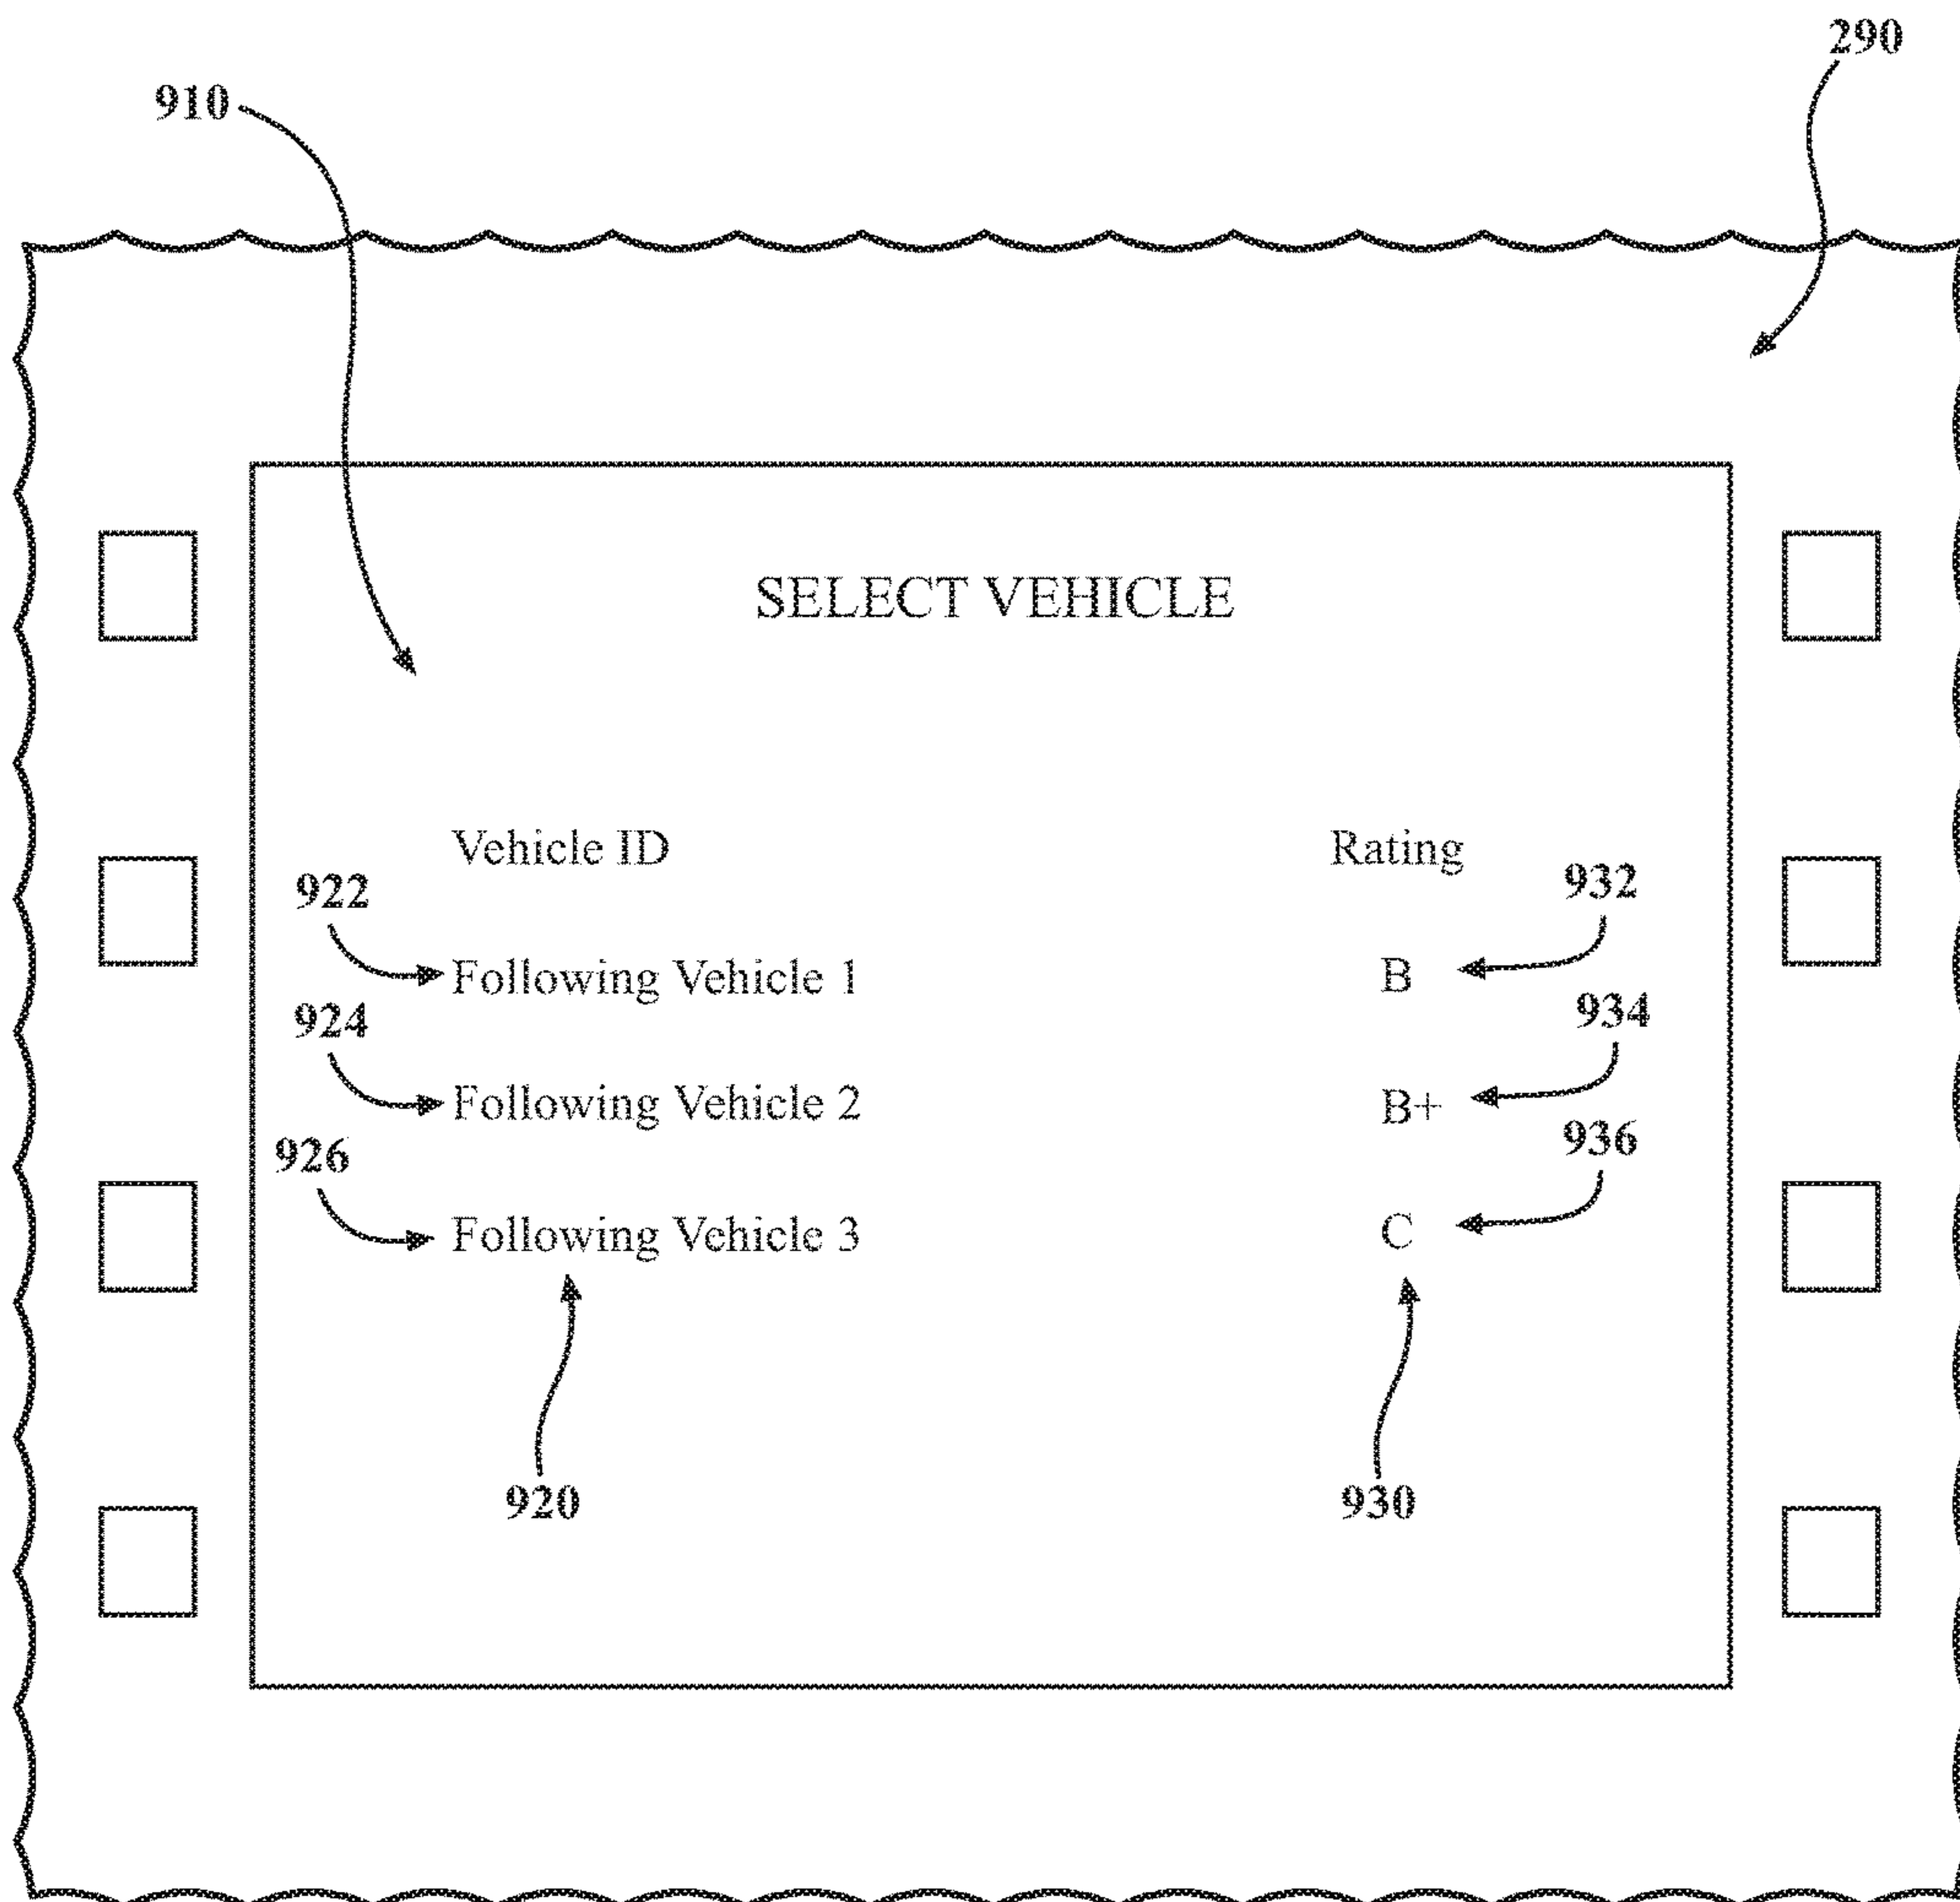 290
910
SELECT VEHICLE
Vehicle ID Rating
922 932
Following Vehicle 1 B
924 934
Following Vehicle 2 B+
926 936
Following Vehicle 3 C
920 930